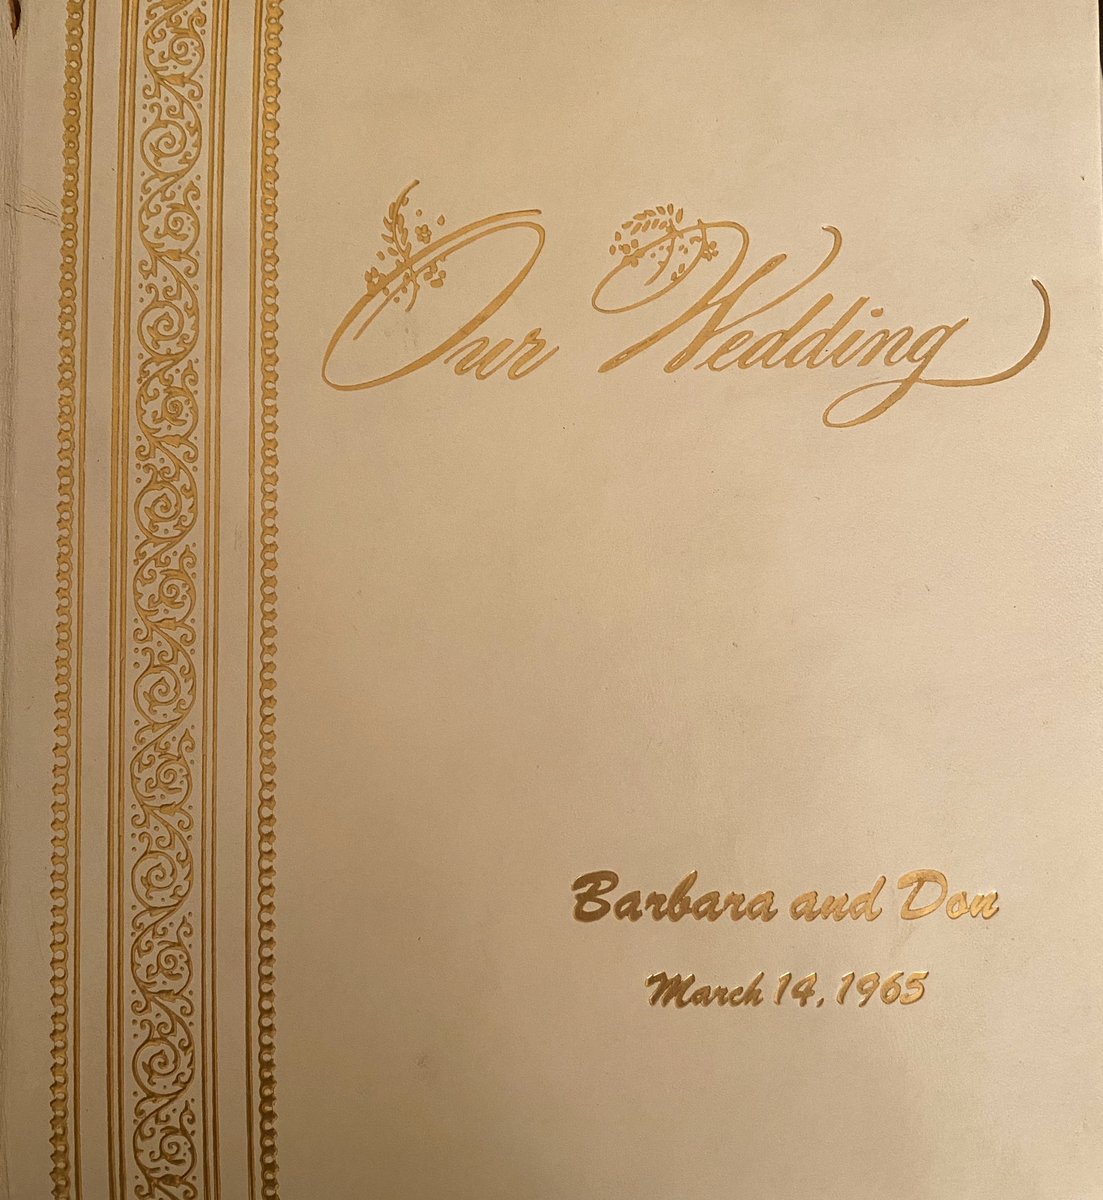 Our Wedding
Barbara and Don
March 14, 1965